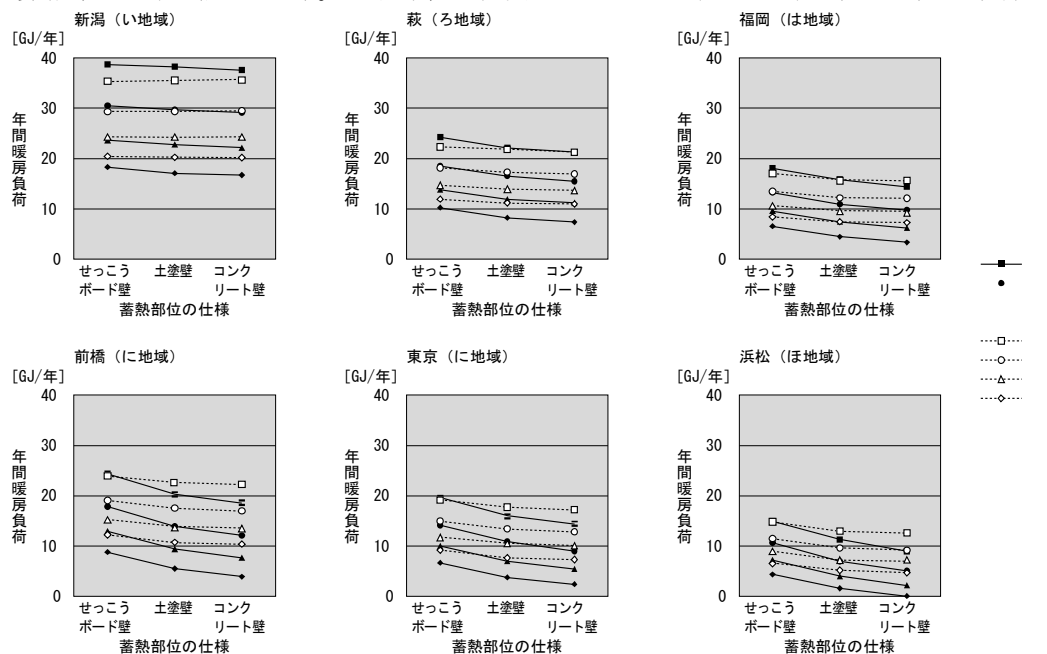 新潟（い地域）
[GJ/年]
40
30
20
10
0
年間暖房負荷
せっこう
ボード壁
土塗壁
コンク
リート壁
蓄熱部位の仕様
萩（ろ地域）
[GJ/年]
40
30
20
10
0
年間暖房負荷
せっこう
ボード壁
土塗壁
コンク
リート壁
蓄熱部位の仕様
福岡（は地域）
[GJ/年]
40
30
20
10
0
年間暖房負荷
せっこう
ボード壁
土塗壁
コンク
リート壁
蓄熱部位の仕様
前橋（に地域）
[GJ/年]
40
30
20
10
0
年間暖房負荷
せっこう
ボード壁
土塗壁
コンク
リート壁
蓄熱部位の仕様
東京（に地域）
[GJ/年]
40
30
20
10
0
年間暖房負荷
せっこう
ボード壁
土塗壁
コンク
リート壁
蓄熱部位の仕様
浜松（ほ地域）
[GJ/年]
40
30
20
10
0
年間暖房負荷
せっこう
ボード壁
土塗壁
コンク
リート壁
蓄熱部位の仕様